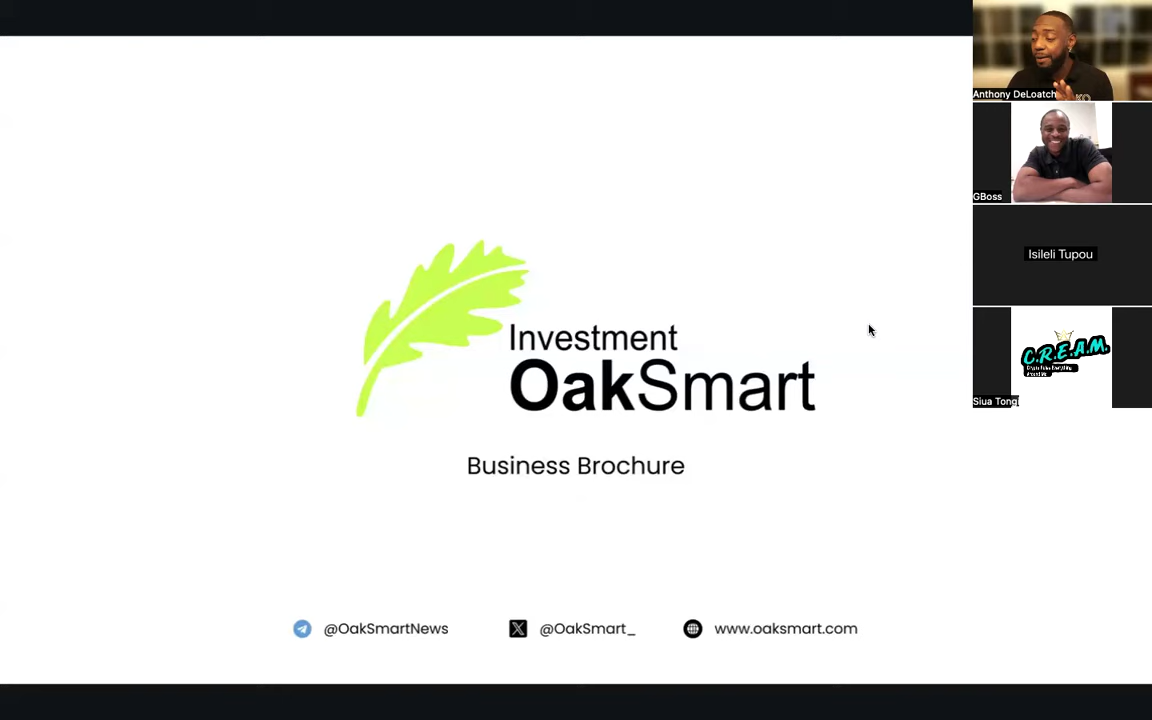 Investment
OakSmart
Business Brochure
@OakSmartNews
@OakSmart_
www.oaksmart.com
Anthony DeLoatch
GBoss
Isileli Tupou
C.R.E.A.M.
Siua Tong